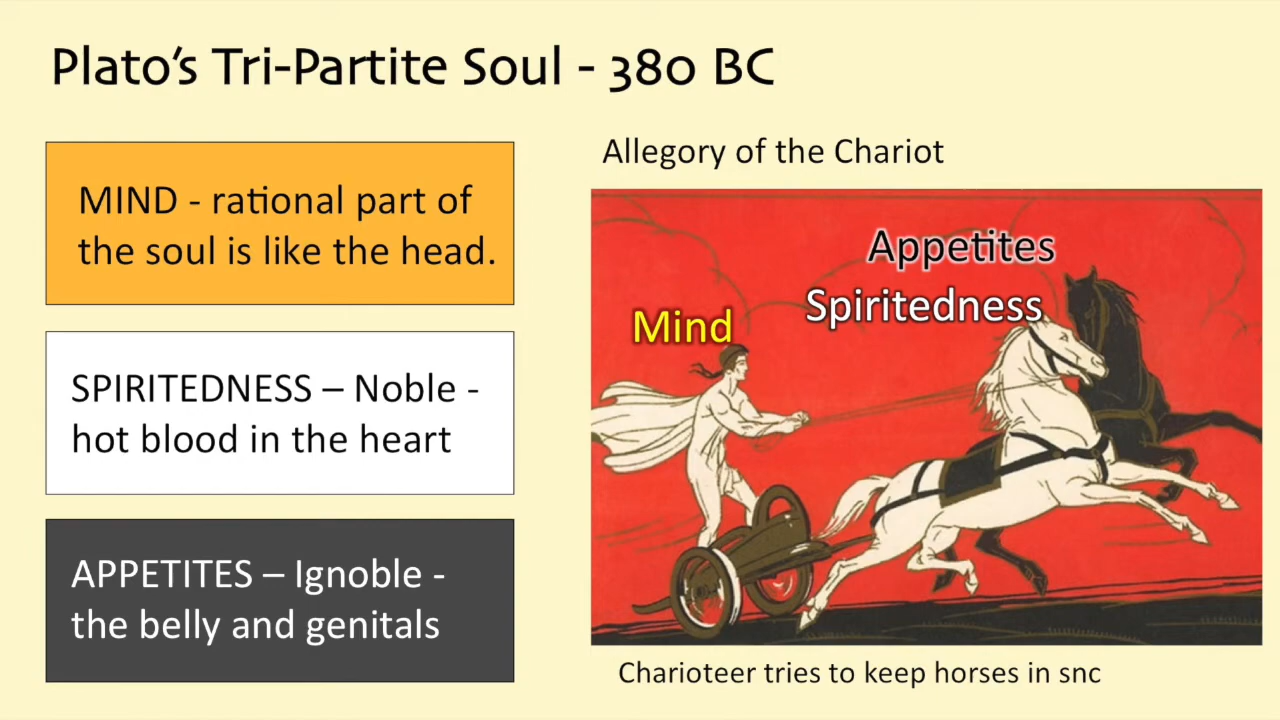 Plato's Tri-Partite Soul - 380 BC
MIND - rational part of
the soul is like the head.
SPIRITEDNESS – Noble -
hot blood in the heart
APPETITES – Ignoble -
the belly and genitals
Allegory of the Chariot
Appetites
Spiritedness
Mind
Charioteer tries to keep horses in snc